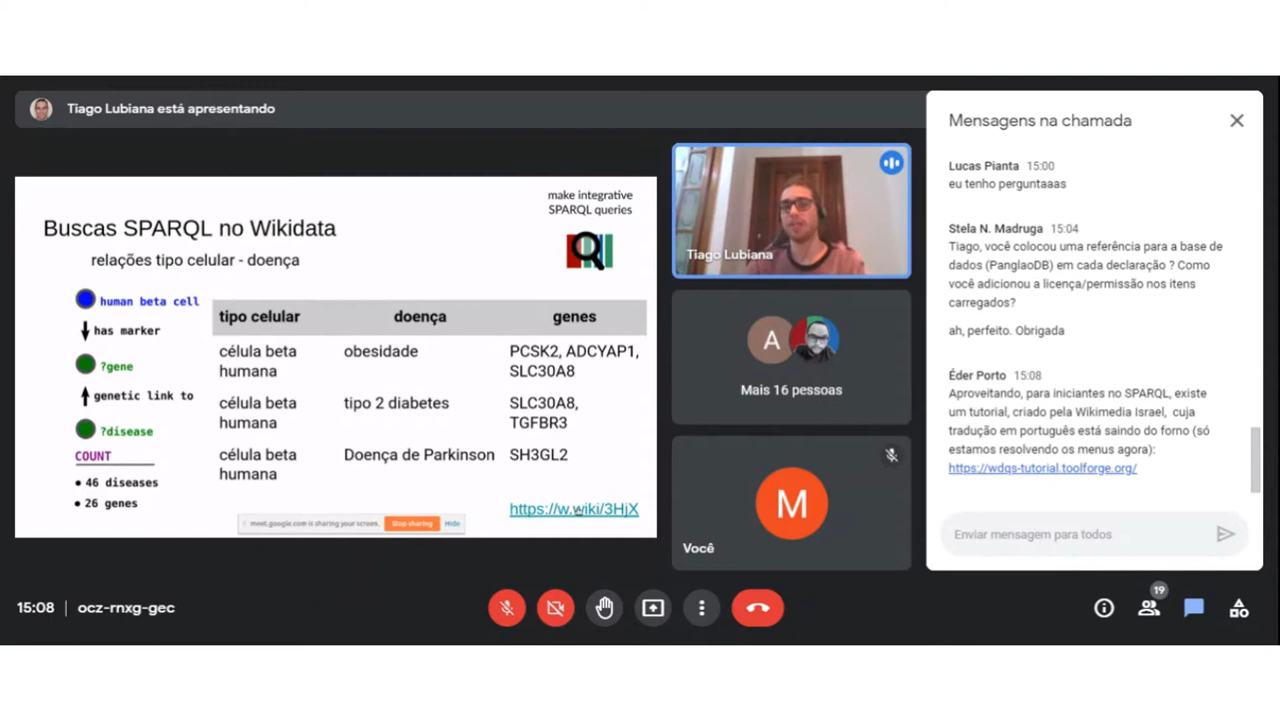 Tiago Lubiana está apresentando
make integrative
SPARQL queries
Buscas SPARQL no Wikidata
relações tipo celular - doença
human beta cell
has marker
?gene
genetic link to
?disease
COUNT
• 46 diseases
• 26 genes
tipo celular doença genes
célula beta
humana
obesidade
PCSK2, ADCYAP1,
SLC30A8
célula beta
humana
tipo 2 diabetes
SLC30A8,
TGFBR3
célula beta
humana
Doença de Parkinson
SH3GL2
https://w.wiki/3HjX
meet.google.com is sharing your screen.
Stop sharing
Hide
Tiago Lubiana
A
Mais 16 pessoas
M
Você
Mensagens na chamada
Lucas Pianta 15:00
eu tenho perguntaaas
Stela N. Madruga 15:04
Tiago, você colocou uma referência para a base de
dados (PanglaoDB) em cada declaração ? Como
você adicionou a licença/permissão nos itens
carregados?
ah, perfeito. Obrigada
Éder Porto 15:08
Aproveitando, para iniciantes no SPARQL, existe
um tutorial, criado pela Wikimedia Israel, cuja
tradução em português está saindo do forno (só
estamos resolvendo os menus agora):
https://wdqs-tutorial.toolforge.org/
Enviar mensagem para todos
15:08 | ocz-rnxg-gec
19